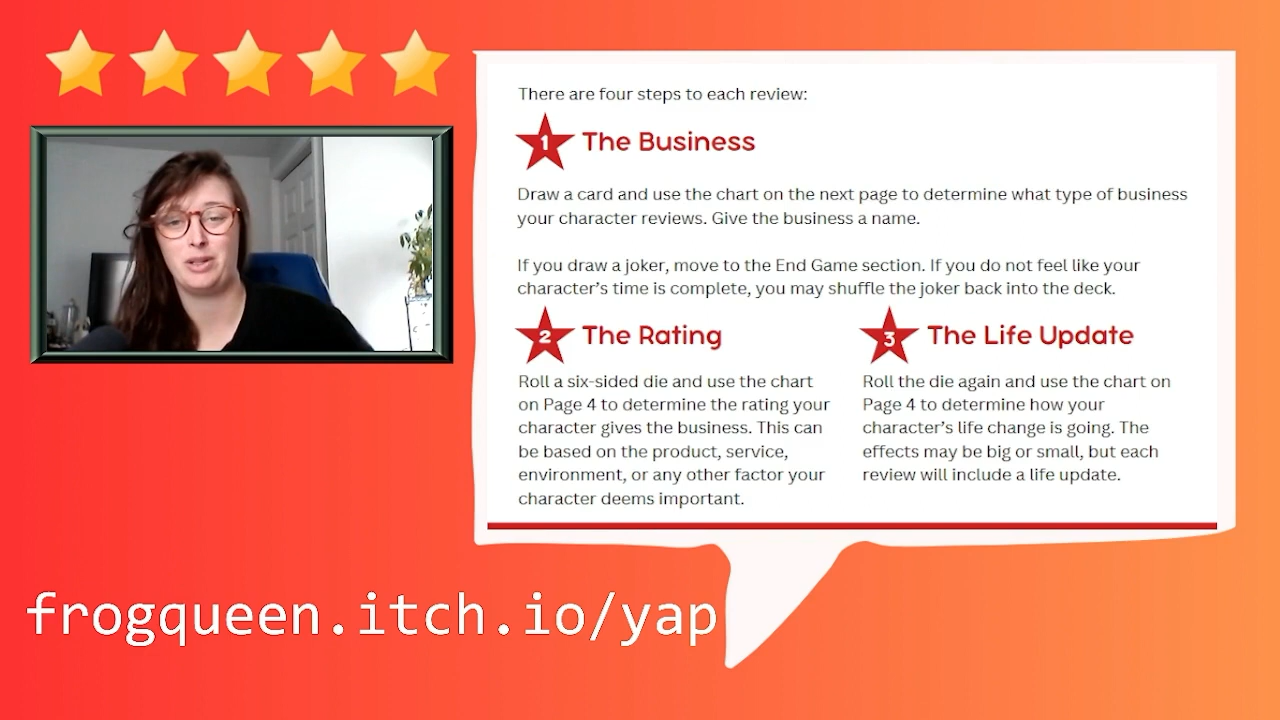 There are four steps to each review:
1 The Business
Draw a card and use the chart on the next page to determine what type of business
your character reviews. Give the business a name.
If you draw a joker, move to the End Game section. If you do not feel like your
character's time is complete, you may shuffle the joker back into the deck.
2 The Rating
Roll a six-sided die and use the chart
on Page 4 to determine the rating your
character gives the business. This can
be based on the product, service,
environment, or any other factor your
character deems important.
3 The Life Update
Roll the die again and use the chart on
Page 4 to determine how your
character's life change is going. The
effects may be big or small, but each
review will include a life update.
frogqueen.itch.io/yap